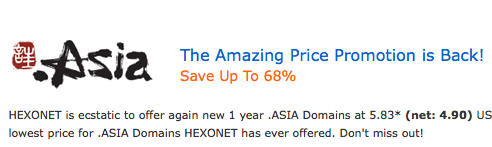 .Asia
The Amazing Price Promotion is Back!
Save Up To 68%
HEXONET is ecstatic to offer again new 1 year .ASIA Domains at 5.83* (net: 4.90) US
lowest price for .ASIA Domains HEXONET has ever offered. Don't miss out!